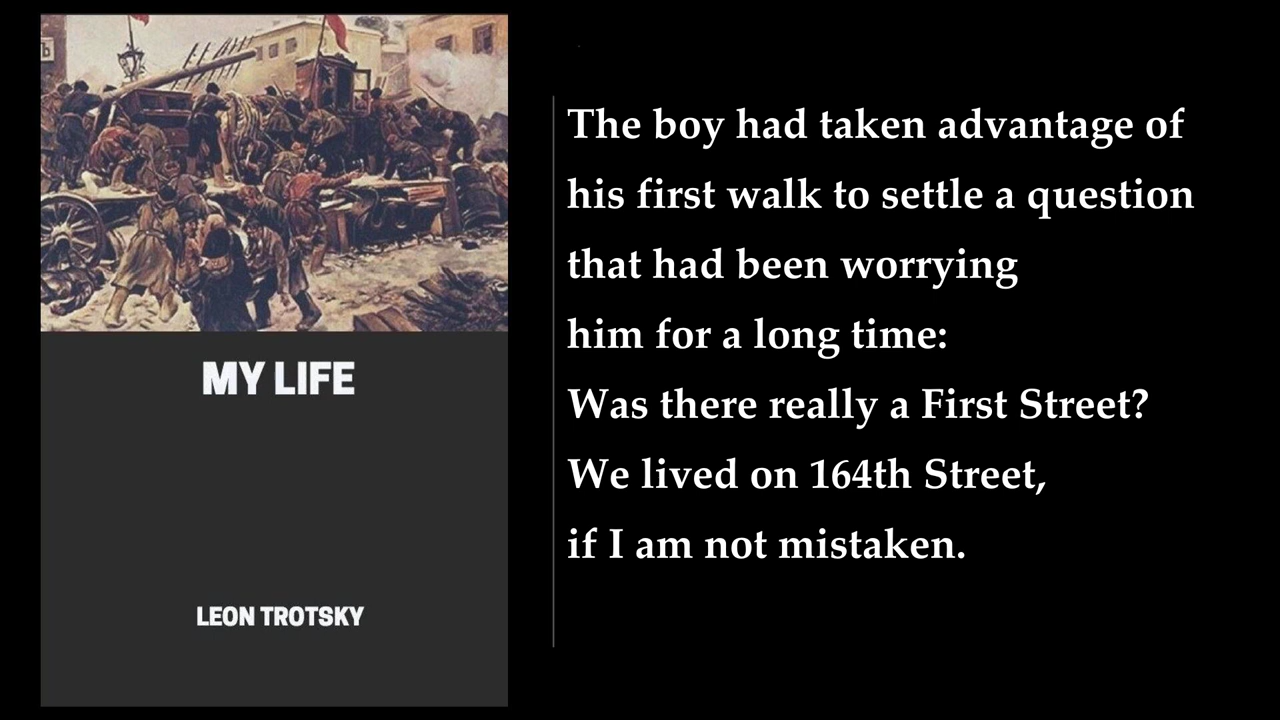 Ъ
MY LIFE
LEON TROTSKY
The boy had taken advantage of
his first walk to settle a question
that had been worrying
him for a long time:
Was there really a First Street?
We lived on 164th Street,
if I am not mistaken.